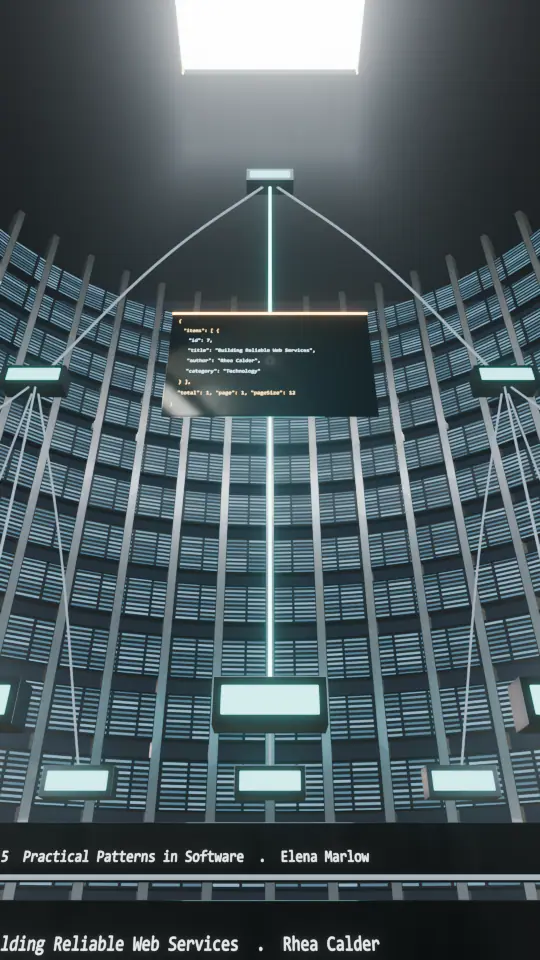 {
"items": [ {
"id": 7,
"title": "Building Reliable Web Services",
"author": "Rhea Calder",
"category": "Technology"
} ],
"total": 1, "page": 1, "pageSize": 12
}
5 Practical Patterns in Software . Elena Marlow
lding Reliable Web Services . Rhea Calder